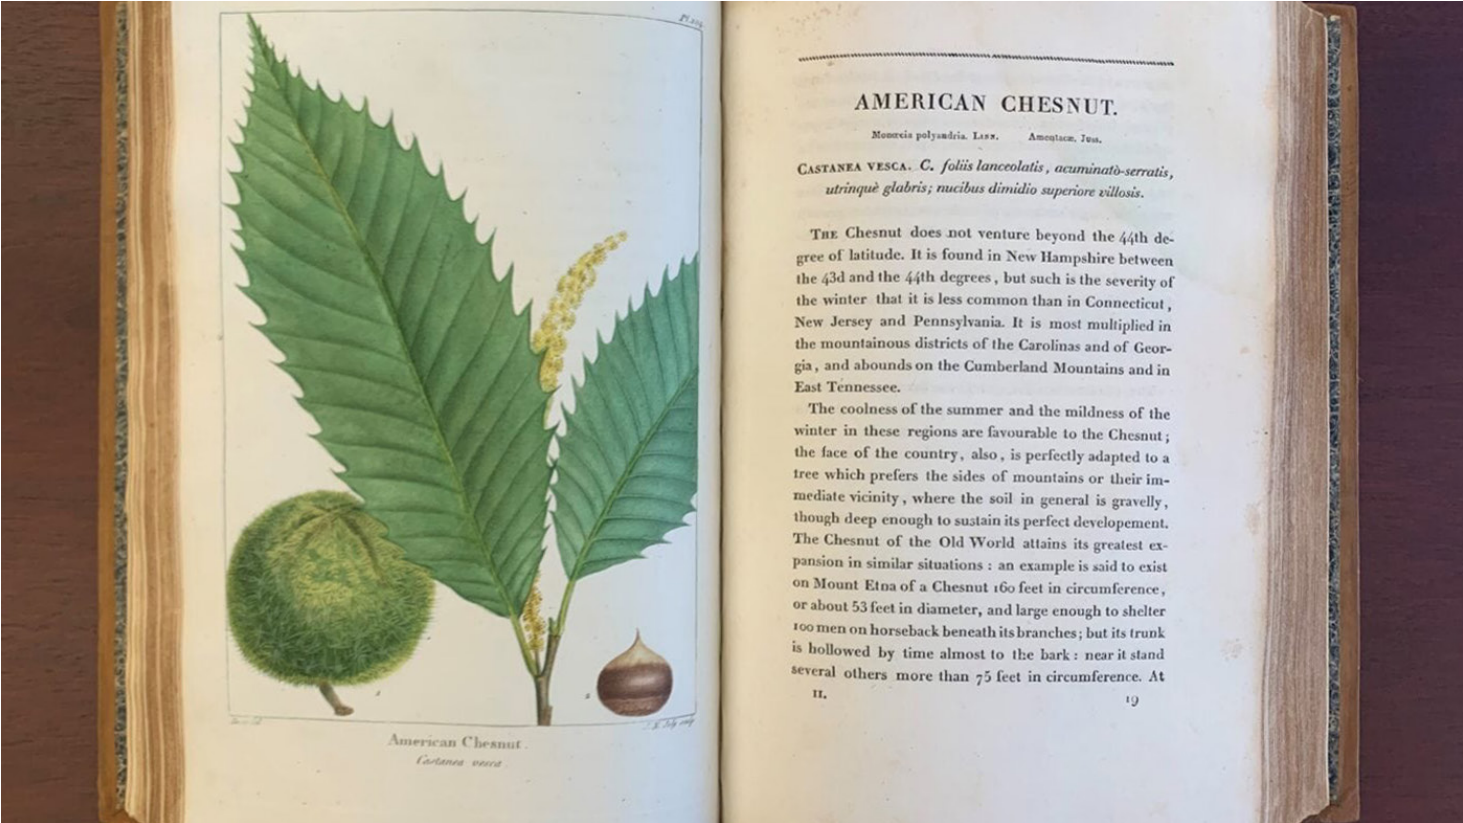 American Chesnut.
Castanea vesca.
AMERICAN CHESNUT.
Monœcia polyandria. LINN. Amentaceæ. JUSS.
CASTANEA VESCA. C. foliis lanceolatis, acuminatò-serratis,
utrinquè glabris; nucibus dimidio superiore villosis.
THE Chesnut does not venture beyond the 44th de-
gree of latitude. It is found in New Hampshire between
the 43d and the 44th degrees, but such is the severity of
the winter that it is less common than in Connecticut,
New Jersey and Pennsylvania. It is most multiplied in
the mountainous districts of the Carolinas and of Geor-
gia, and abounds on the Cumberland Mountains and in
East Tennessee.
The coolness of the summer and the mildness of the
winter in these regions are favourable to the Chesnut;
the face of the country, also, is perfectly adapted to a
tree which prefers the sides of mountains or their im-
mediate vicinity, where the soil in general is gravelly,
though deep enough to sustain its perfect developement.
The Chesnut of the Old World attains its greatest ex-
pansion in similar situations : an example is said to exist
on Mount Etna of a Chesnut 160 feet in circumference,
or about 53 feet in diameter, and large enough to shelter
100 men on horseback beneath its branches; but its trunk
is hollowed by time almost to the bark : near it stand
several others more than 75 feet in circumference. At
II. 19